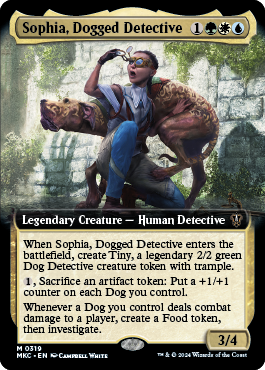 Sophia, Dogged Detective 1
Legendary Creature — Human Detective
When Sophia, Dogged Detective enters the
battlefield, create Tiny, a legendary 2/2 green
Dog Detective creature token with trample.
1, Sacrifice an artifact token: Put a +1/+1
counter on each Dog you control.
Whenever a Dog you control deals combat
damage to a player, create a Food token,
then investigate.
3/4
M 0319
MKC • EN Campbell White
™ & © 2024 Wizards of the Coast